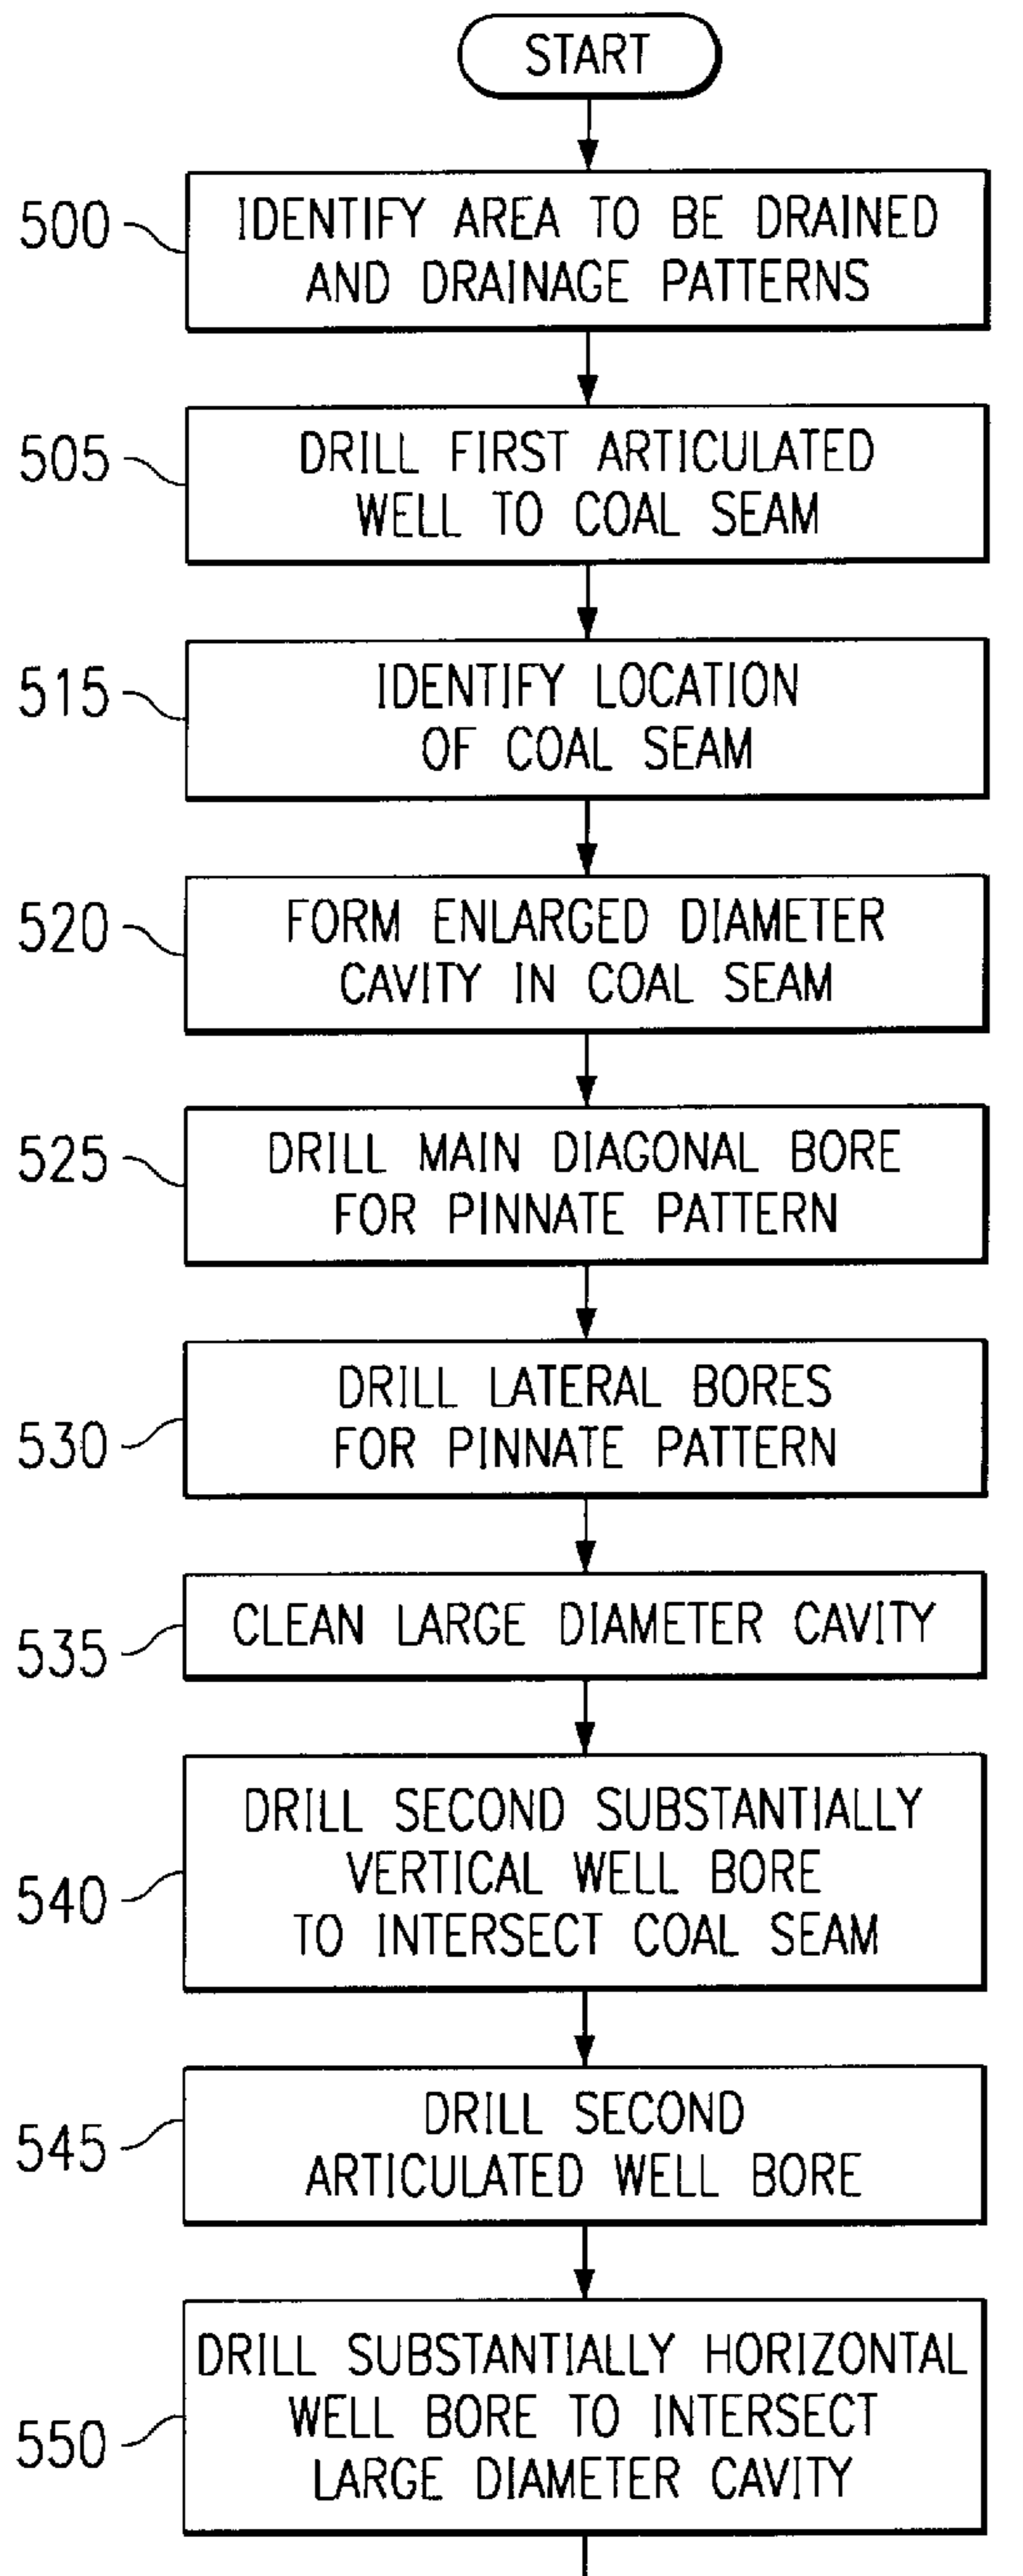 START
500
IDENTIFY AREA TO BE DRAINED
AND DRAINAGE PATTERNS
505
DRILL FIRST ARTICULATED
WELL TO COAL SEAM
515
IDENTIFY LOCATION
OF COAL SEAM
520
FORM ENLARGED DIAMETER
CAVITY IN COAL SEAM
525
DRILL MAIN DIAGONAL BORE
FOR PINNATE PATTERN
530
DRILL LATERAL BORES
FOR PINNATE PATTERN
535
CLEAN LARGE DIAMETER CAVITY
540
DRILL SECOND SUBSTANTIALLY
VERTICAL WELL BORE
TO INTERSECT COAL SEAM
545
DRILL SECOND
ARTICULATED WELL BORE
550
DRILL SUBSTANTIALLY HORIZONTAL
WELL BORE TO INTERSECT
LARGE DIAMETER CAVITY